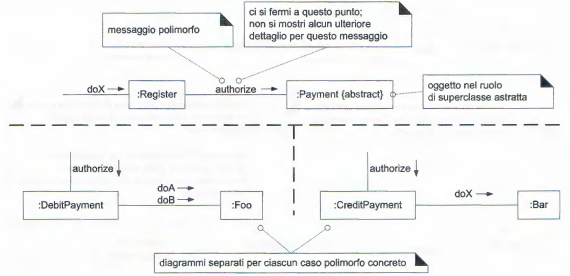 messaggio polimorfo
ci si fermi a questo punto;
non si mostri alcun ulteriore
dettaglio per questo messaggio
doX
:Register
authorize
:Payment {abstract}
oggetto nel ruolo
di superclasse astratta
authorize
:DebitPayment
doA
doB
:Foo
authorize
:CreditPayment
doX
:Bar
diagrammi separati per ciascun caso polimorfo concreto